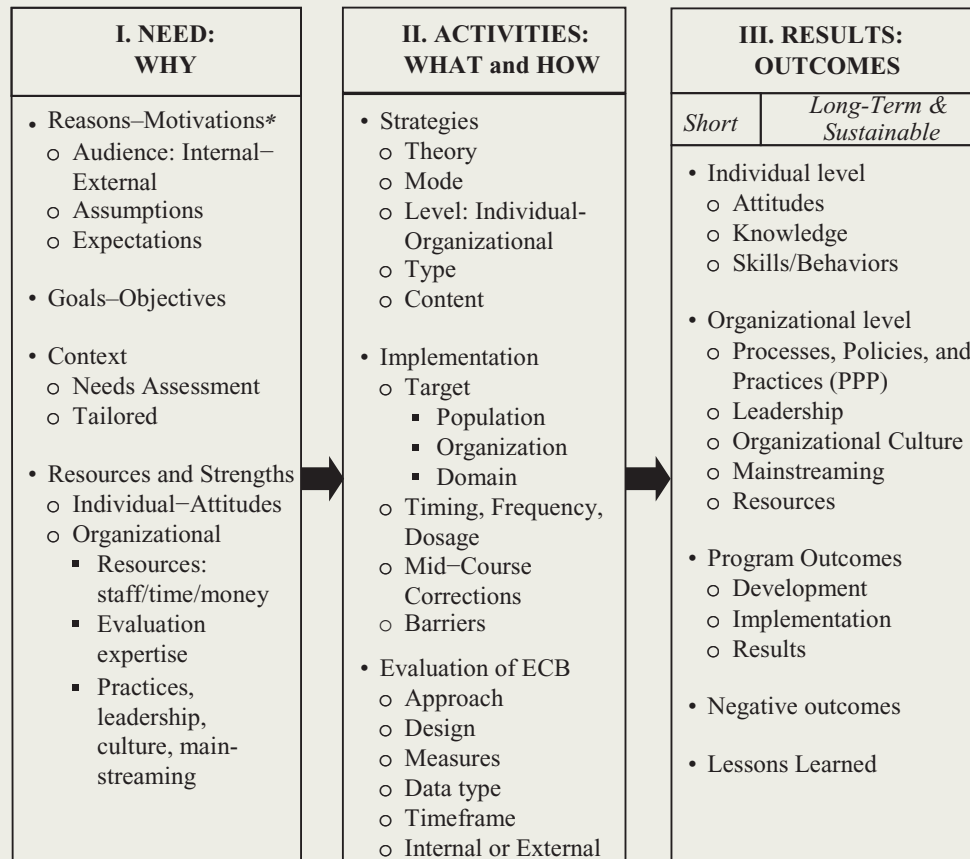 I. NEED:
WHY
• Reasons–Motivations*
o Audience: Internal–
External
o Assumptions
o Expectations
• Goals–Objectives
• Context
o Needs Assessment
o Tailored
• Resources and Strengths
o Individual–Attitudes
o Organizational
▪ Resources:
staff/time/money
▪ Evaluation
expertise
▪ Practices,
leadership,
culture, main-
streaming
II. ACTIVITIES:
WHAT and HOW
• Strategies
o Theory
o Mode
o Level: Individual-
Organizational
o Type
o Content
• Implementation
o Target
▪ Population
▪ Organization
▪ Domain
o Timing, Frequency,
Dosage
o Mid–Course
Corrections
o Barriers
• Evaluation of ECB
o Approach
o Design
o Measures
o Data type
o Timeframe
o Internal or External
III. RESULTS:
OUTCOMES
Short
Long-Term &
Sustainable
• Individual level
o Attitudes
o Knowledge
o Skills/Behaviors
• Organizational level
o Processes, Policies, and
Practices (PPP)
o Leadership
o Organizational Culture
o Mainstreaming
o Resources
• Program Outcomes
o Development
o Implementation
o Results
• Negative outcomes
• Lessons Learned